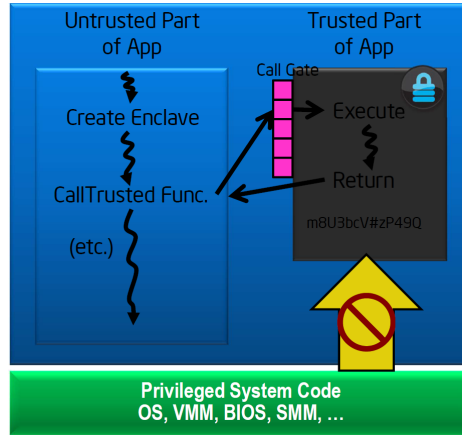 Untrusted Part
of App
Trusted Part
of App
Call Gate
Create Enclave
CallTrusted Func.
(etc.)
Execute
Return
m8U3bcV#zP49Q
Privileged System Code
OS, VMM, BIOS, SMM, …